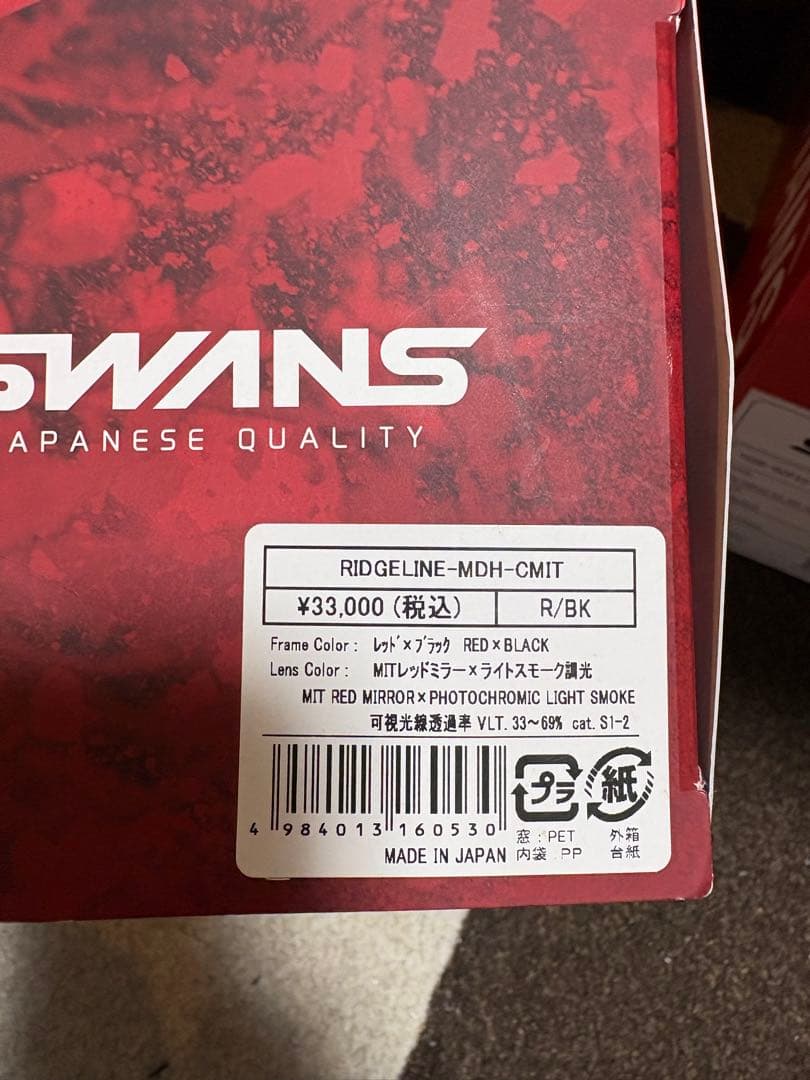 SWANS
JAPANESE QUALITY
RIDGELINE-MDH-CMIT
¥33,000(税込) R/BK
Frame Color: レッド×ブラック RED×BLACK
Lens Color: MITレッドミラー×ライトスモーク調光
MIT RED MIRROR×PHOTOCHROMIC LIGHT SMOKE
可視光線透過率 VLT. 33~69% cat. S1-2
プラ 紙
4 984013 160530
窓:PET 外箱
MADE IN JAPAN 内袋:PP 台紙